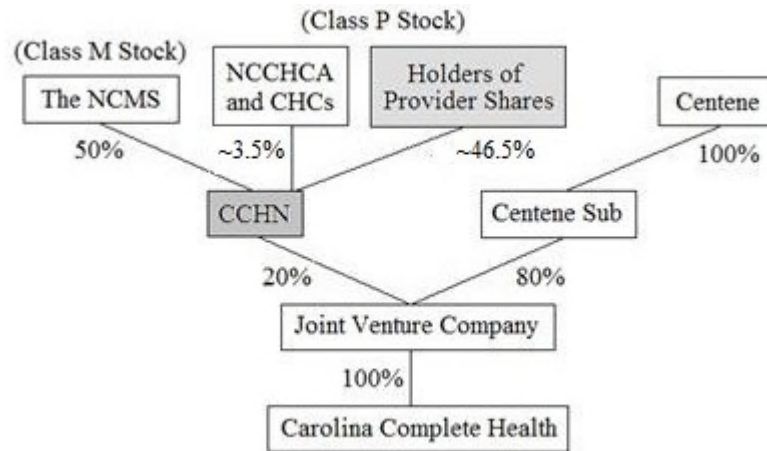 (Class P Stock)
(Class M Stock)
The NCMS
NCCHCA
and CHCs
Holders of
Provider Shares
Centene
50%
~3.5%
~46.5%
100%
CCHN
Centene Sub
20%
80%
Joint Venture Company
100%
Carolina Complete Health